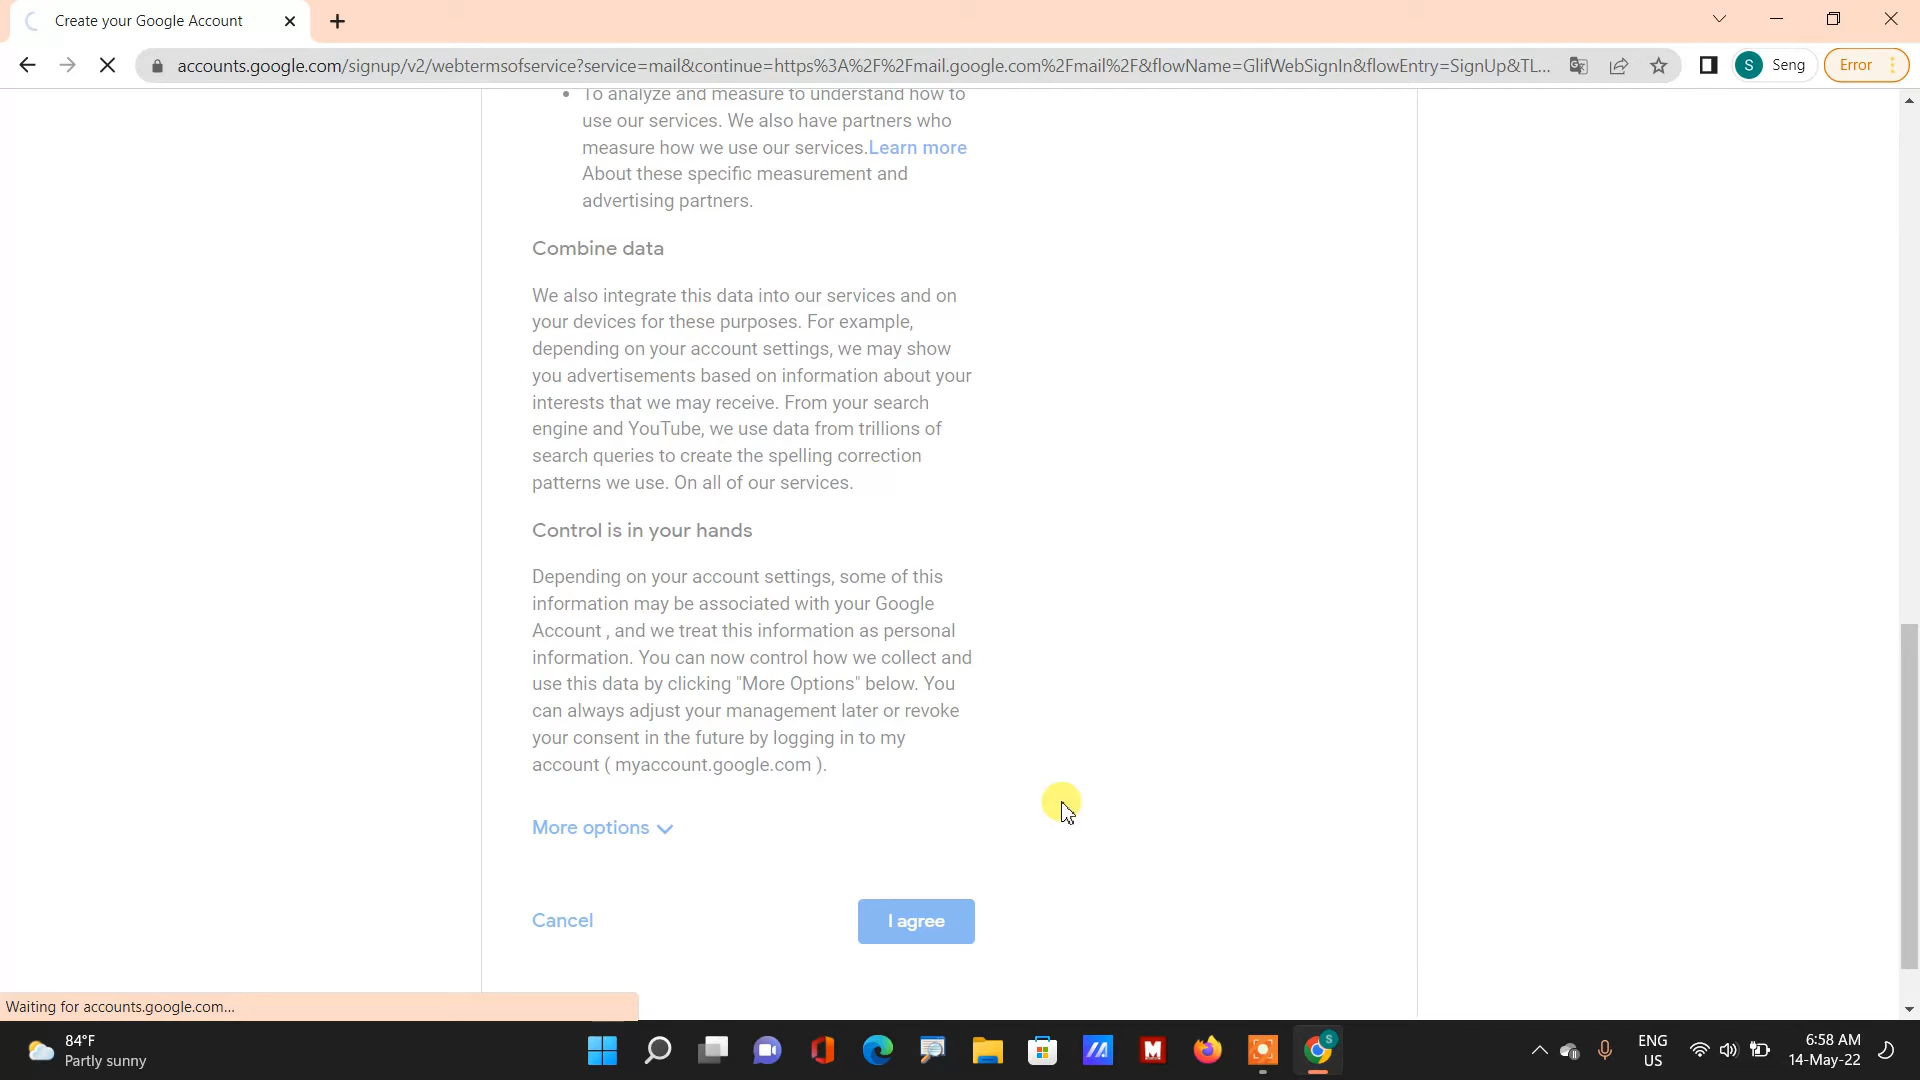 Create your Google Account
accounts.google.com/signup/v2/webtermsofservice?service=mail&continue=https%3A%2F%2Fmail.google.com%2Fmail%2F&flowName=GlifWebSignIn&flowEntry=SignUp&TL...
S Seng
Error
To analyze and measure to understand how to
use our services. We also have partners who
measure how we use our services.Learn more
About these specific measurement and
advertising partners.
Combine data
We also integrate this data into our services and on
your devices for these purposes. For example,
depending on your account settings, we may show
you advertisements based on information about your
interests that we may receive. From your search
engine and YouTube, we use data from trillions of
search queries to create the spelling correction
patterns we use. On all of our services.
Control is in your hands
Depending on your account settings, some of this
information may be associated with your Google
Account , and we treat this information as personal
information. You can now control how we collect and
use this data by clicking "More Options" below. You
can always adjust your management later or revoke
your consent in the future by logging in to my
account ( myaccount.google.com ).
More options
Cancel
I agree
Waiting for accounts.google.com...
84°F
Partly sunny
S
ENG
US
6:58 AM
14-May-22